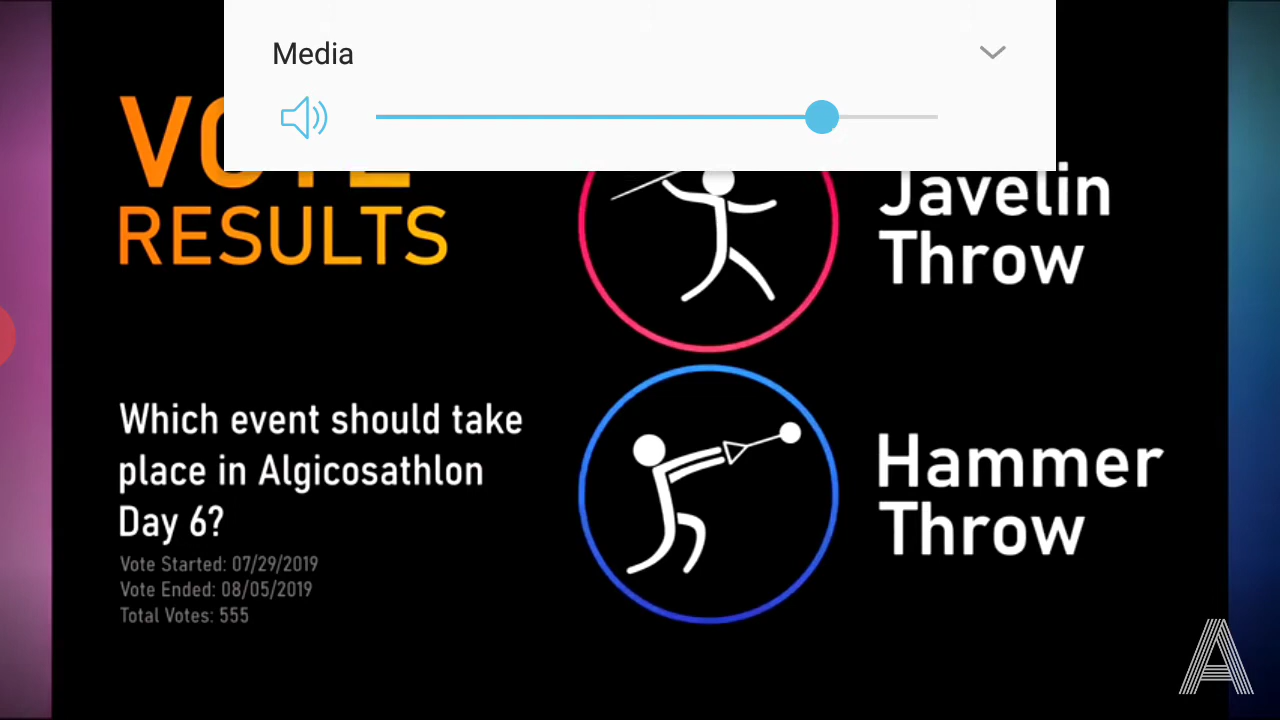 Media
VOTE
RESULTS
Javelin
Throw
Which event should take
place in Algicosathlon
Day 6?
Vote Started: 07/29/2019
Vote Ended: 08/05/2019
Total Votes: 555
Hammer
Throw
A